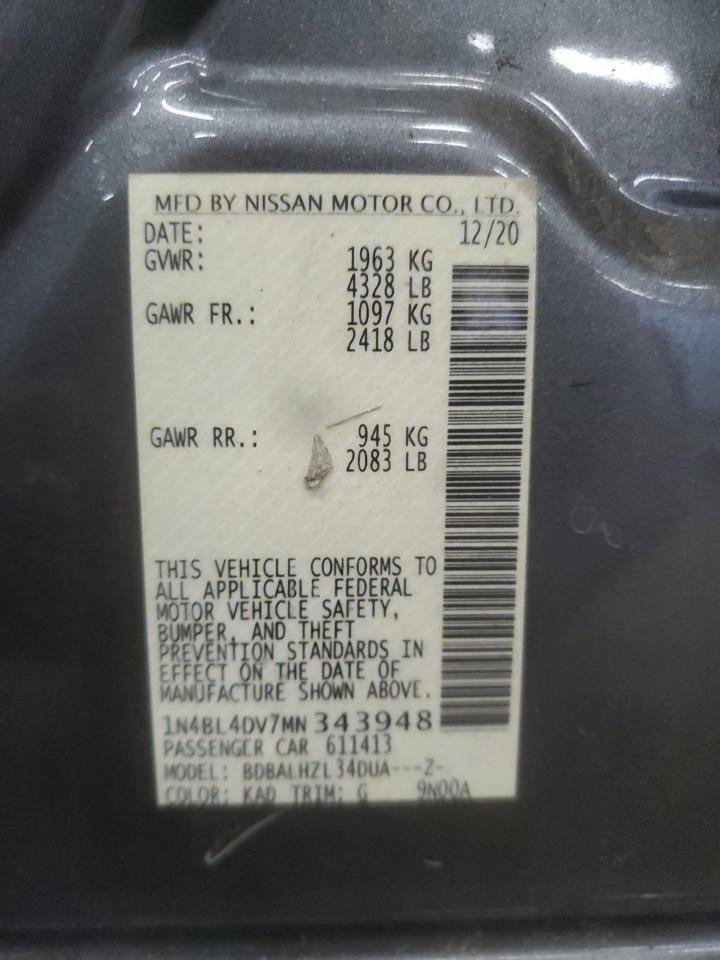 MFD BY NISSAN MOTOR CO., LTD.
DATE: 12/20
GVWR: 1963 KG
4328 LB
GAWR FR.: 1097 KG
2418 LB
GAWR RR.: 945 KG
2083 LB
THIS VEHICLE CONFORMS TO
ALL APPLICABLE FEDERAL
MOTOR VEHICLE SAFETY,
BUMPER, AND THEFT
PREVENTION STANDARDS IN
EFFECT ON THE DATE OF
MANUFACTURE SHOWN ABOVE.
1N4BL4DV7MN343948
PASSENGER CAR 611413
MODEL: BDBALHZL34DUA---Z-
COLOR: KAD TRIM: G 9N00A